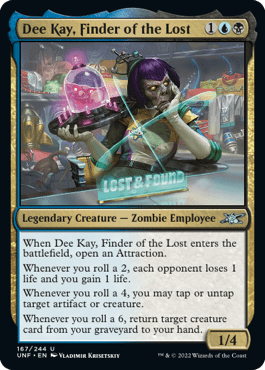 Dee Kay, Finder of the Lost 1
LOST & FOUND
Legendary Creature — Zombie Employee
When Dee Kay, Finder of the Lost enters the
battlefield, open an Attraction.
Whenever you roll a 2, each opponent loses 1
life and you gain 1 life.
Whenever you roll a 4, you may tap or untap
target artifact or creature.
Whenever you roll a 6, return target creature
card from your graveyard to your hand.
1/4
167/244 U
UNF • EN Vladimir Krisetskiy
™ & © 2022 Wizards of the Coast